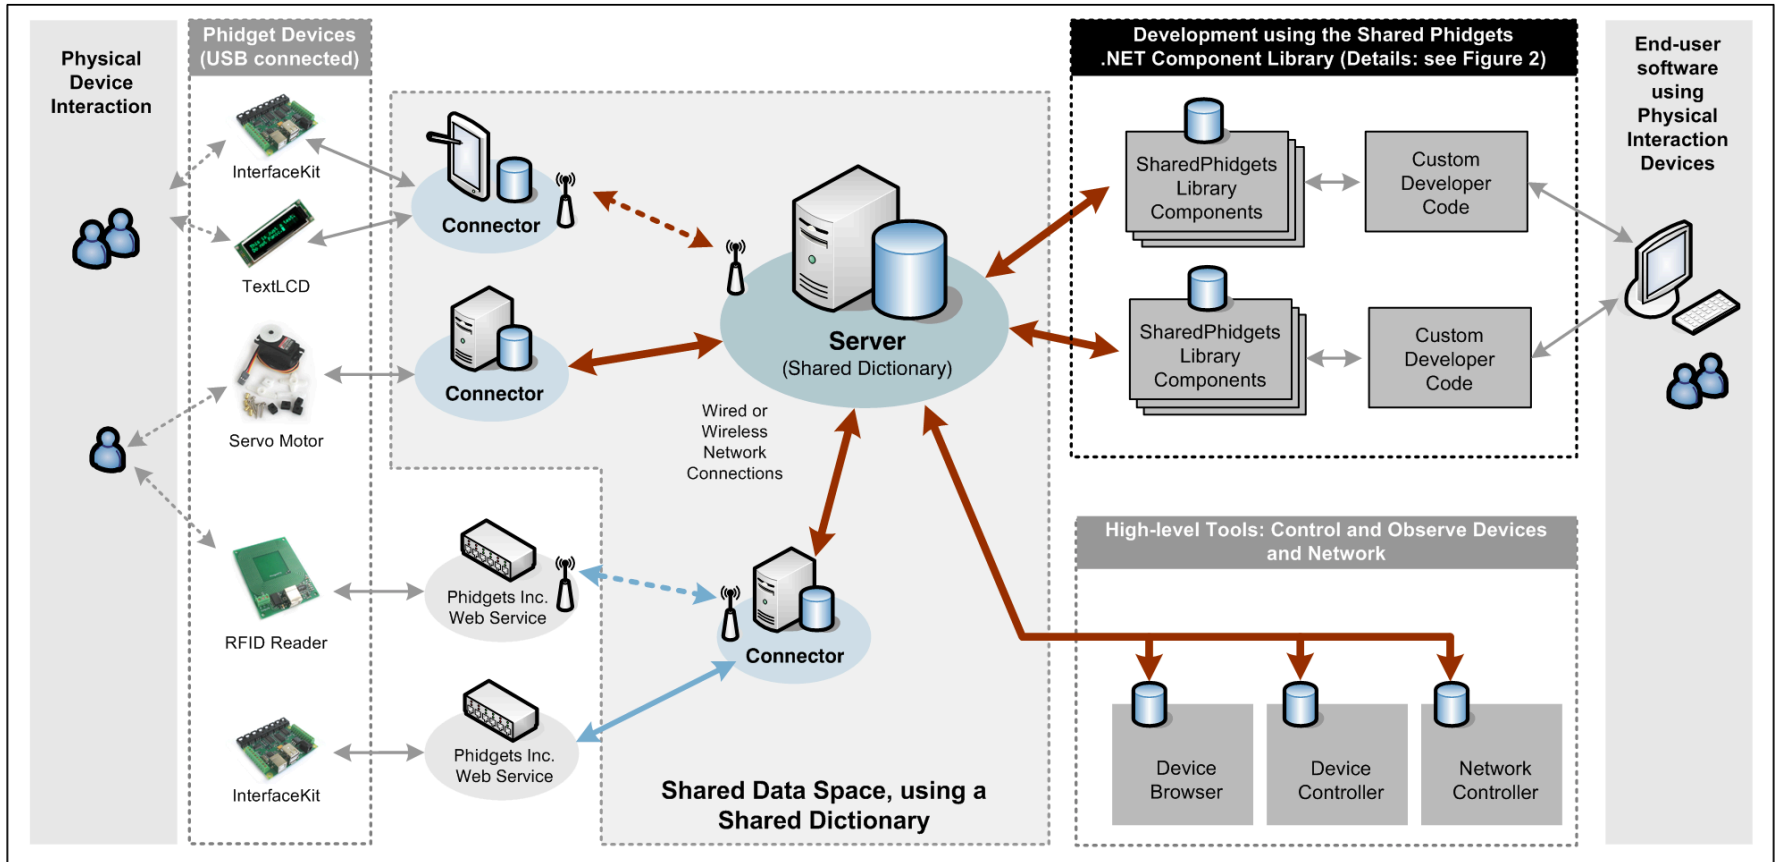 Physical
Device
Interaction
Phidget Devices
(USB connected)
InterfaceKit
TextLCD
Servo Motor
RFID Reader
InterfaceKit
Connector
Connector
Phidgets Inc.
Web Service
Phidgets Inc.
Web Service
Server
(Shared Dictionary)
Wired or
Wireless
Network
Connections
Connector
Shared Data Space, using a
Shared Dictionary
Development using the Shared Phidgets
.NET Component Library (Details: see Figure 2)
SharedPhidgets
Library
Components
Custom
Developer
Code
SharedPhidgets
Library
Components
Custom
Developer
Code
High-level Tools: Control and Observe Devices
and Network
Device
Browser
Device
Controller
Network
Controller
End-user
software
using
Physical
Interaction
Devices